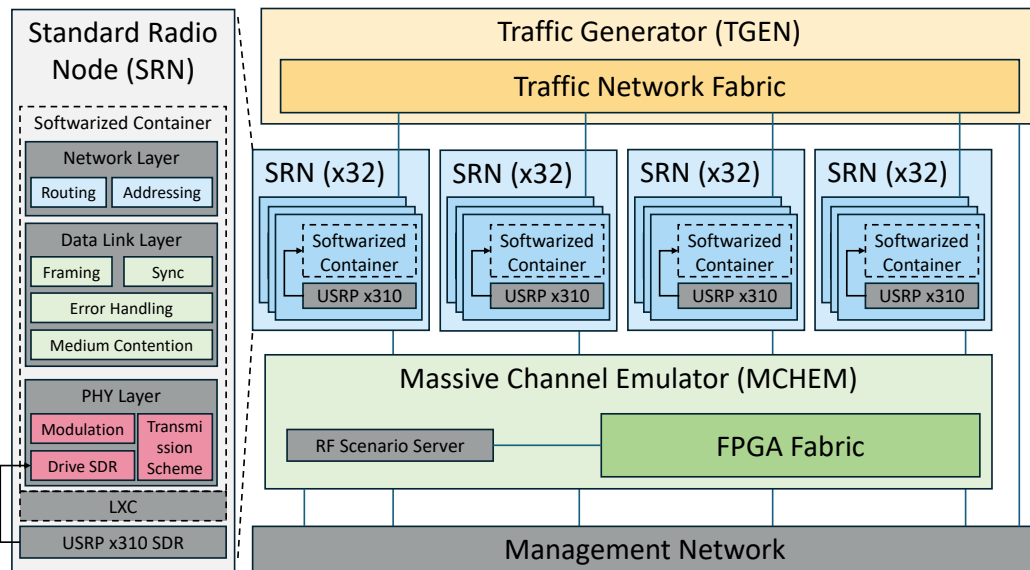 Standard Radio
Node (SRN)
Softwarized Container
Network Layer
Routing
Addressing
Data Link Layer
Framing
Sync
Error Handling
Medium Contention
PHY Layer
Modulation
Transmi
ssion
Scheme
Drive SDR
LXC
USRP x310 SDR
Traffic Generator (TGEN)
Traffic Network Fabric
SRN (x32)
Softwarized
Container
USRP x310
SRN (x32)
Softwarized
Container
USRP x310
SRN (x32)
Softwarized
Container
USRP x310
SRN (x32)
Softwarized
Container
USRP x310
Massive Channel Emulator (MCHEM)
RF Scenario Server
FPGA Fabric
Management Network